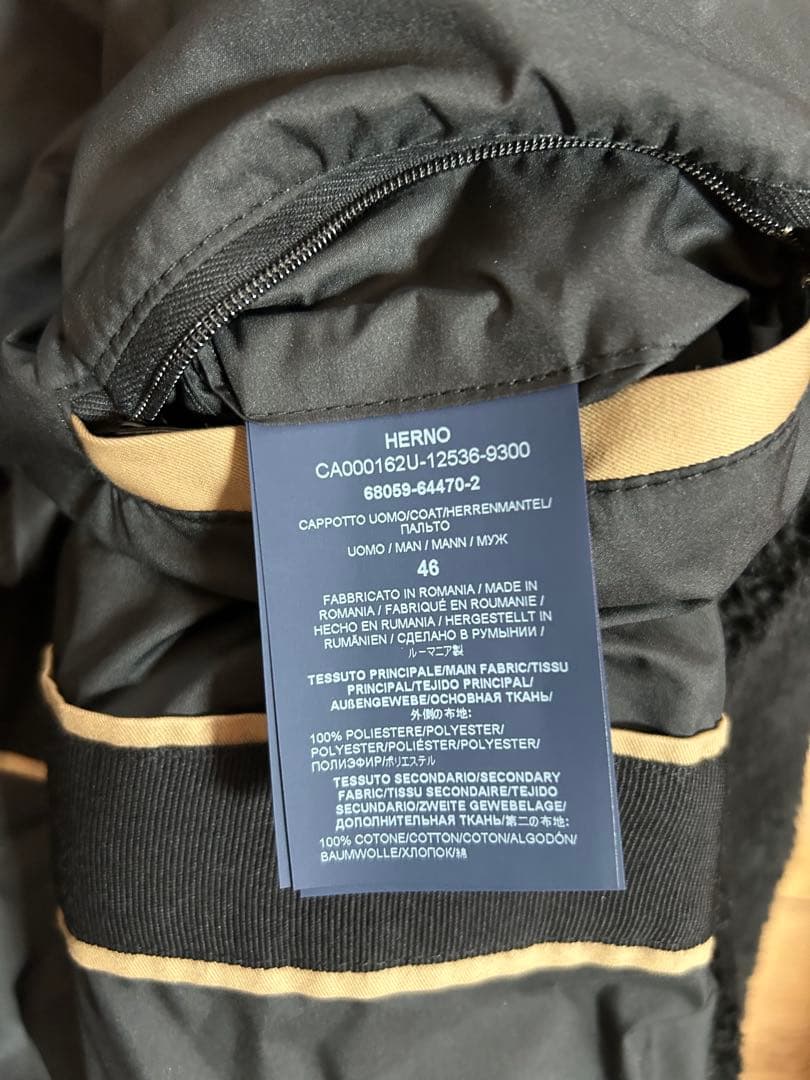 HERNO
CA000162U-12536-9300
68059-64470-2
CAPPOTTO UOMO/COAT/HERRENMANTEL/
ПАЛЬТО
UOMO / MAN / MANN / МУЖ
46
FABBRICATO IN ROMANIA / MADE IN
ROMANIA / FABRIQUÉ EN ROUMANIE /
HECHO EN RUMANIA / HERGESTELLT IN
RUMÄNIEN / СДЕЛАНО В РУМЫНИИ /
ルーマニア製
TESSUTO PRINCIPALE/MAIN FABRIC/TISSU
PRINCIPAL/TEJIDO PRINCIPAL/
AUßENGEWEBE/ОСНОВНАЯ ТКАНЬ/
外側の布地:
100% POLIESTERE/POLYESTER/
POLYESTER/POLIÉSTER/POLYESTER/
ПОЛИЭФИР/ポリエステル
TESSUTO SECONDARIO/SECONDARY
FABRIC/TISSU SECONDAIRE/TEJIDO
SECUNDARIO/ZWEITE GEWEBELAGE/
ДОПОЛНИТЕЛЬНАЯ ТКАНЬ/第二の布地:
100% COTONE/COTTON/COTON/ALGODÓN/
BAUMWOLLE/ХЛОПОК/綿